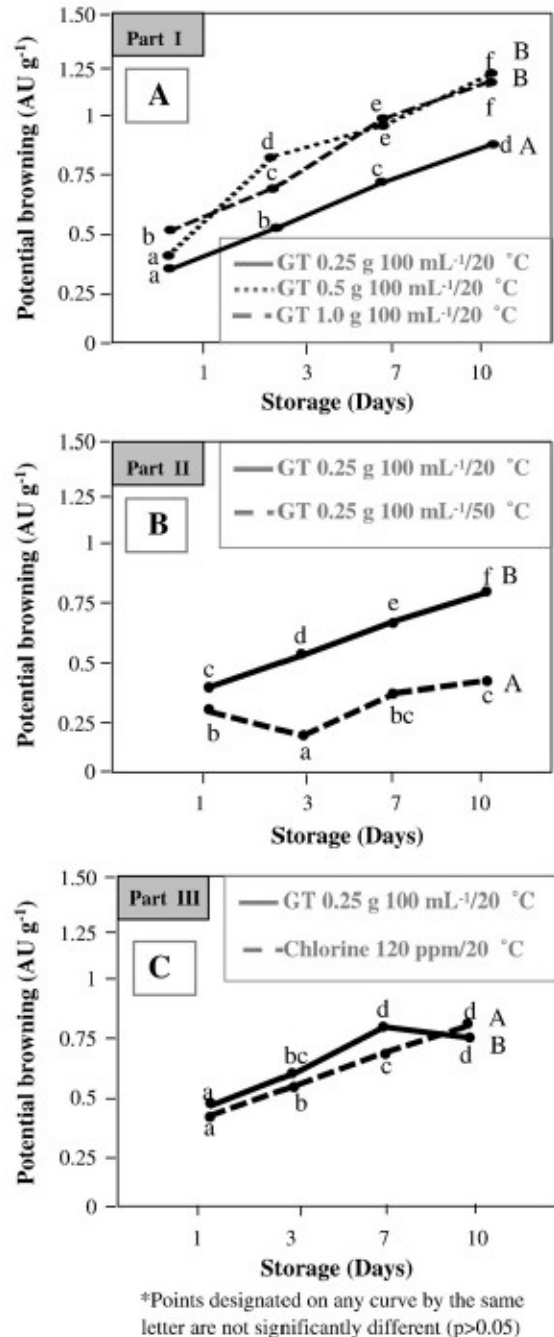 Part I
A
Potential browning (AU g⁻¹)
1.50
1.25
1
0.75
0.5
0.25
0
b
a
a
d
c
b
e
e
c
f
f
d
B
B
A
GT 0.25 g 100 mL⁻¹/20 °C
GT 0.5 g 100 mL⁻¹/20 °C
GT 1.0 g 100 mL⁻¹/20 °C
1 3 7 10
Storage (Days)
Part II
B
GT 0.25 g 100 mL⁻¹/20 °C
GT 0.25 g 100 mL⁻¹/50 °C
Potential browning (AU g⁻¹)
1.50
1.25
1
0.75
0.5
0.25
0
c
b
d
a
e
bc
f B
c A
1 3 7 10
Storage (Days)
Part III
C
GT 0.25 g 100 mL⁻¹/20 °C
Chlorine 120 ppm/20 °C
Potential browning (AU g⁻¹)
1.50
1.25
1
0.75
0.5
0.25
0
a
a
bc
b
d
c
d A
d B
1 3 7 10
Storage (Days)
*Points designated on any curve by the same
letter are not significantly different (p>0.05)